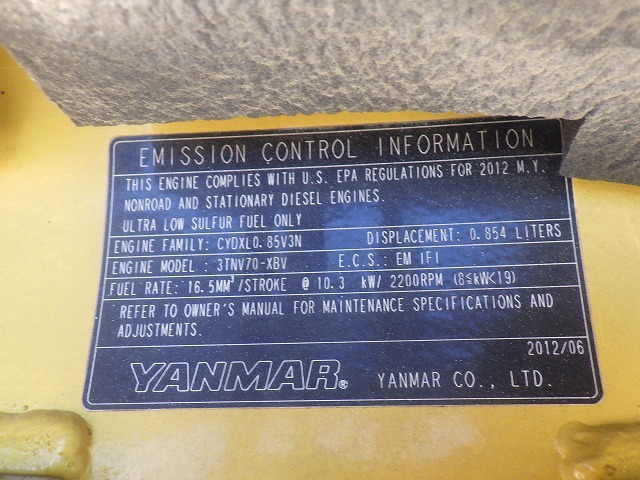 EMISSION CONTROL INFORMATION
THIS ENGINE COMPLIES WITH U.S. EPA REGULATIONS FOR 2012 M.Y.
NONROAD AND STATIONARY DIESEL ENGINES.
ULTRA LOW SULFUR FUEL ONLY
ENGINE FAMILY: CYDXL0.85V3N DISPLACEMENT: 0.854 LITERS
ENGINE MODEL : 3TNV70-XBV E.C.S.: EM IFI
FUEL RATE: 16.5MM³/STROKE @ 10.3 kW/ 2200RPM (8≦kW<19)
REFER TO OWNER'S MANUAL FOR MAINTENANCE SPECIFICATIONS AND
ADJUSTMENTS.
2012/06
YANMAR® YANMAR CO., LTD.